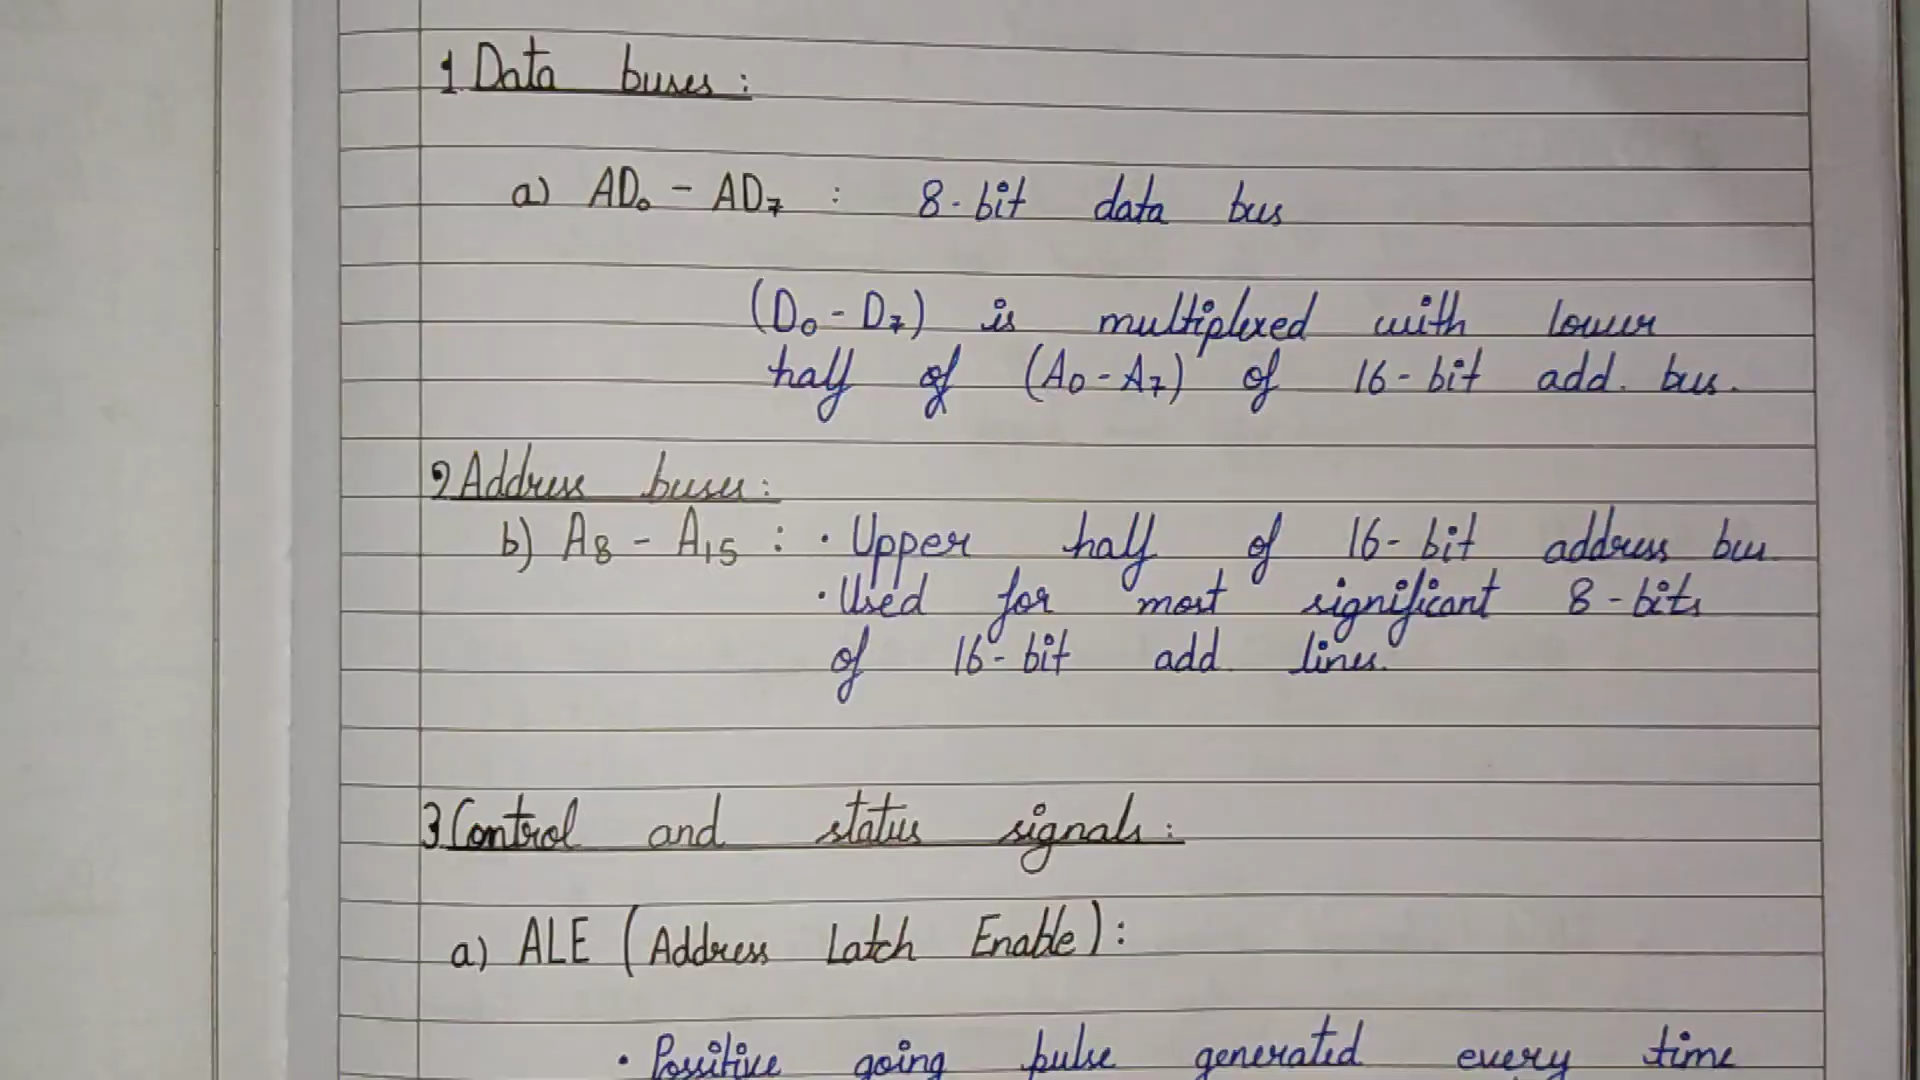 1 Data buses:
a) AD₀ - AD₇ : 8-bit data bus
(D₀ - D₇) is multiplexed with lower
half of (A₀ - A₇) of 16-bit add. bus.
2 Address buses:
b) A₈ - A₁₅ : • Upper half of 16-bit address bus
• Used for most significant 8-bits
of 16-bit add. lines.
3 Control and status signals:
a) ALE (Address Latch Enable):
• Possitive going pulse generated every time